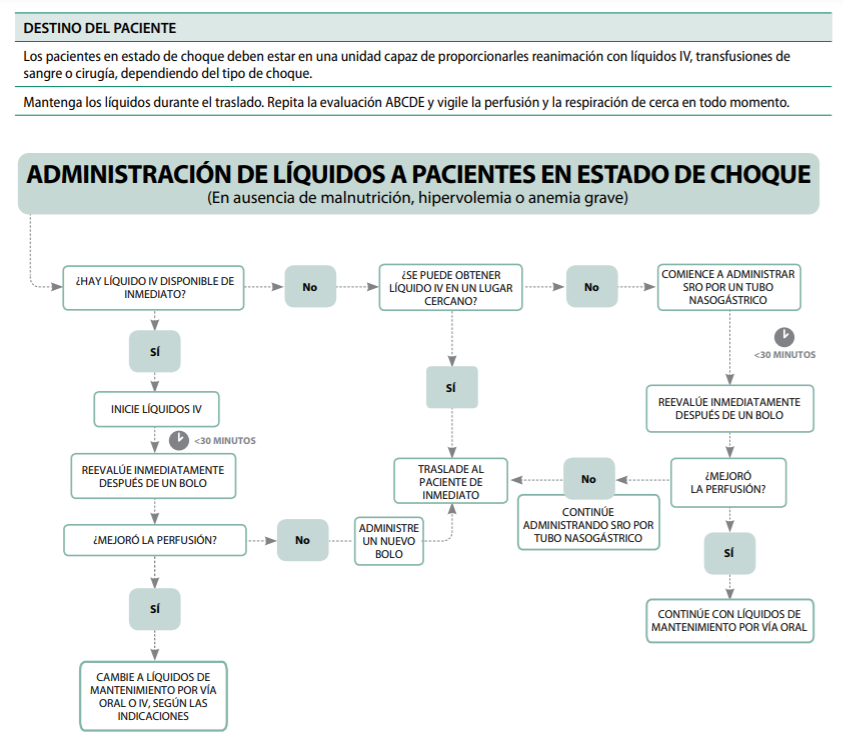 DESTINO DEL PACIENTE
Los pacientes en estado de choque deben estar en una unidad capaz de proporcionarles reanimación con líquidos IV, transfusiones de
sangre o cirugía, dependiendo del tipo de choque.
Mantenga los líquidos durante el traslado. Repita la evaluación ABCDE y vigile la perfusión y la respiración de cerca en todo momento.
ADMINISTRACIÓN DE LÍQUIDOS A PACIENTES EN ESTADO DE CHOQUE
(En ausencia de malnutrición, hipervolemia o anemia grave)
¿HAY LÍQUIDO IV DISPONIBLE DE
INMEDIATO?
No
¿SE PUEDE OBTENER
LÍQUIDO IV EN UN LUGAR
CERCANO?
No
COMIENCE A ADMINISTRAR
SRO POR UN TUBO
NASOGÁSTRICO
SÍ
<30 MINUTOS
SÍ
INICIE LÍQUIDOS IV
REEVALÚE INMEDIATAMENTE
DESPUÉS DE UN BOLO
<30 MINUTOS
REEVALÚE INMEDIATAMENTE
DESPUÉS DE UN BOLO
TRASLADE AL
PACIENTE DE
INMEDIATO
No
¿MEJORÓ
LA PERFUSIÓN?
CONTINÚE
ADMINISTRANDO SRO POR
TUBO NASOGÁSTRICO
¿MEJORÓ LA PERFUSIÓN?
No
ADMINISTRE
UN NUEVO
BOLO
SÍ
SÍ
CONTINÚE CON LÍQUIDOS DE
MANTENIMIENTO POR VÍA ORAL
CAMBIE A LÍQUIDOS DE
MANTENIMIENTO POR VÍA
ORAL O IV, SEGÚN LAS
INDICACIONES